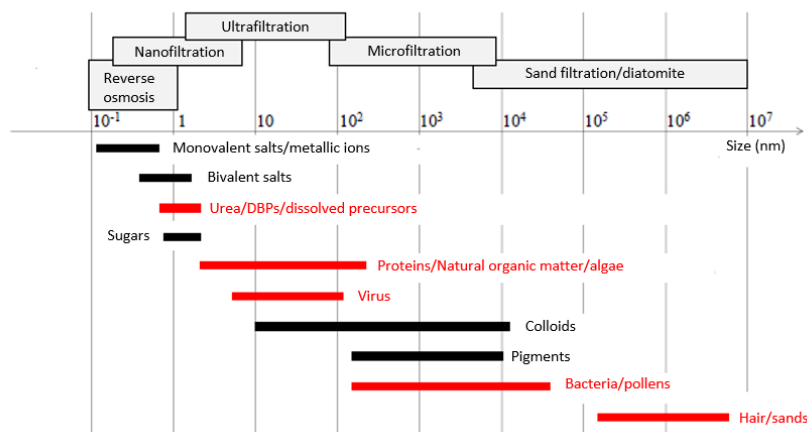 Ultrafiltration
Nanofiltration
Microfiltration
Reverse
osmosis
Sand filtration/diatomite
10⁻¹ 1 10 10² 10³ 10⁴ 10⁵ 10⁶ 10⁷
Size (nm)
Monovalent salts/metallic ions
Bivalent salts
Urea/DBPs/dissolved precursors
Sugars
Proteins/Natural organic matter/algae
Virus
Colloids
Pigments
Bacteria/pollens
Hair/sands